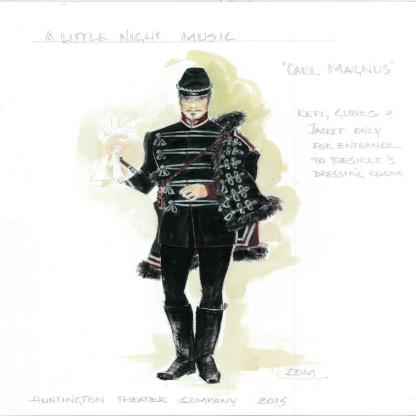 A LITTLE NIGHT MUSIC
"CARL MAGNUS"
KEPI, GLOVES &
JACKET ONLY
FOR ENTRANCE
TO DESIREE'S
DRESSING ROOM
HUNTINGTON THEATER COMPANY 2015